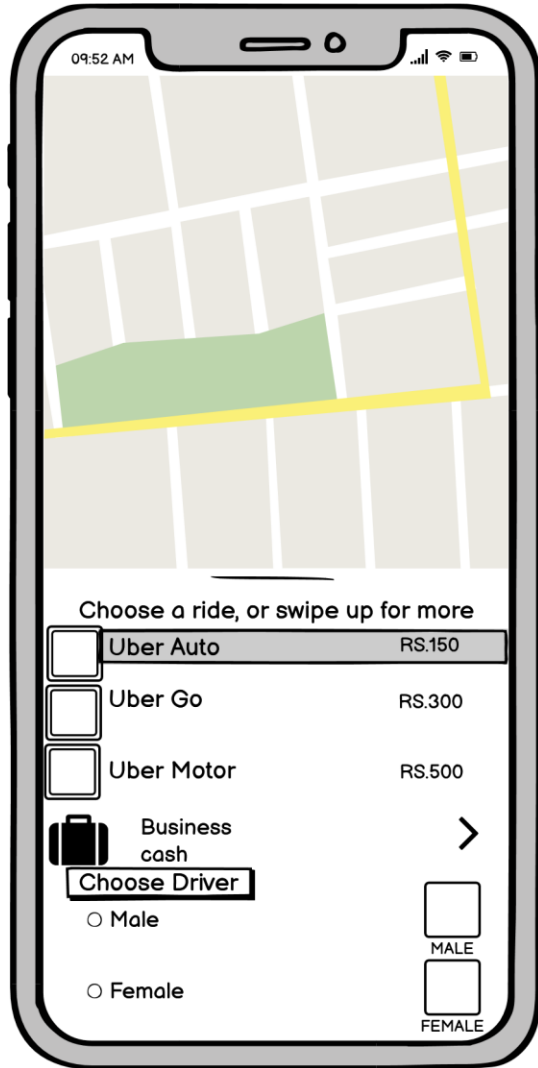 09:52 AM
Choose a ride, or swipe up for more
Uber Auto RS.150
Uber Go RS.300
Uber Motor RS.500
Business
cash
Choose Driver
Male
MALE
Female
FEMALE